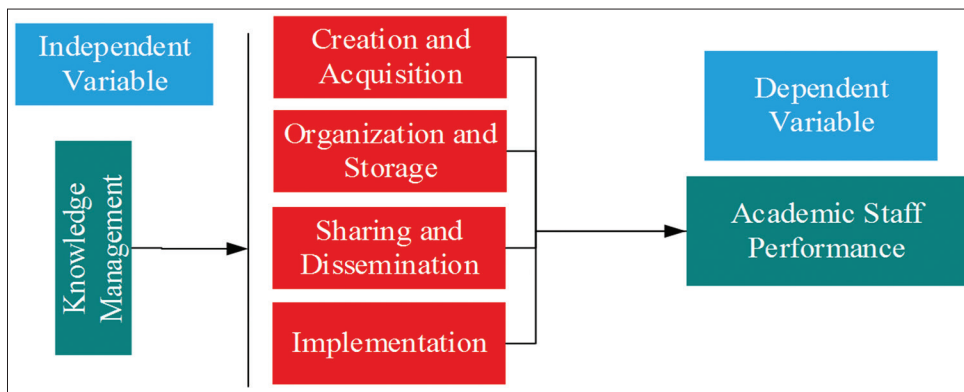 Independent
Variable
Knowledge
Management
Creation and
Acquisition
Organization and
Storage
Sharing and
Dissemination
Implementation
Dependent
Variable
Academic Staff
Performance